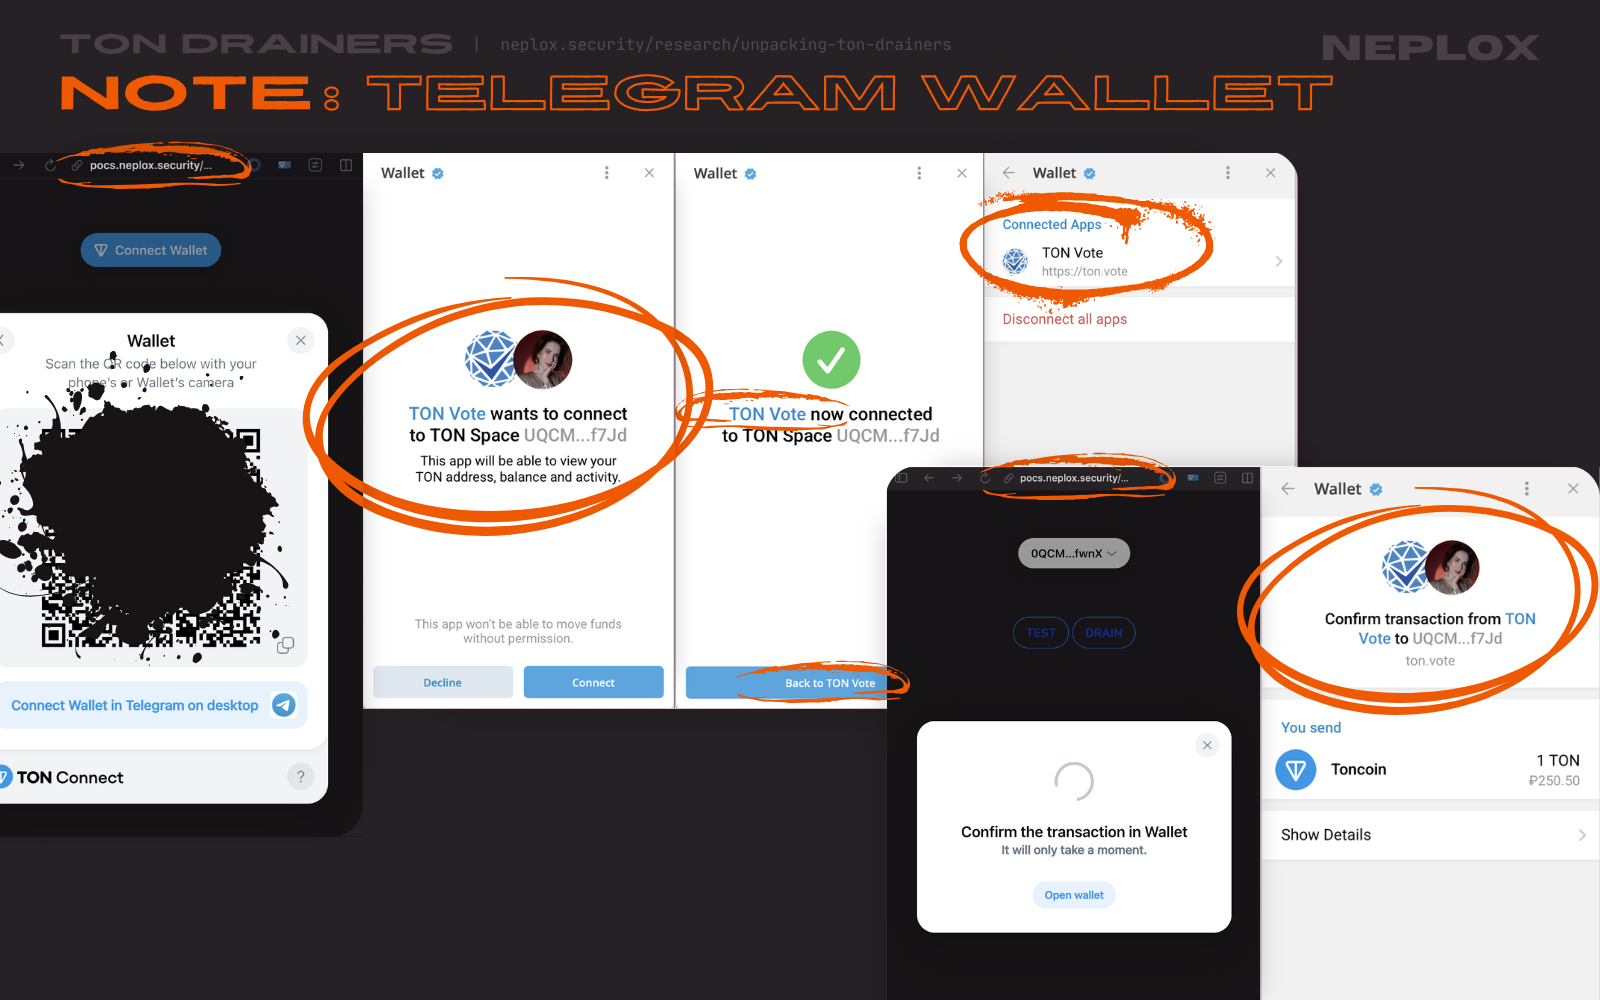 TON DRAINERS | neplox.security/research/unpacking-ton-drainers
NEPLOX
NOTE: TELEGRAM WALLET
pocs.neplox.security/...
Connect Wallet
Wallet
Scan the QR code below with your
phone's or Wallet's camera
Connect Wallet in Telegram on desktop
TON Connect
?
Wallet
TON Vote wants to connect
to TON Space UQCM...f7Jd
This app will be able to view your
TON address, balance and activity.
This app won't be able to move funds
without permission.
Decline
Connect
Wallet
TON Vote now connected
to TON Space UQCM...f7Jd
Back to TON Vote
Wallet
Connected Apps
TON Vote
https://ton.vote
Disconnect all apps
pocs.neplox.security/...
0QCM...fwnX
TEST
DRAIN
Confirm the transaction in Wallet
It will only take a moment.
Open wallet
Wallet
Confirm transaction from TON
Vote to UQCM...f7Jd
ton.vote
You send
Toncoin
1 TON
₽250.50
Show Details